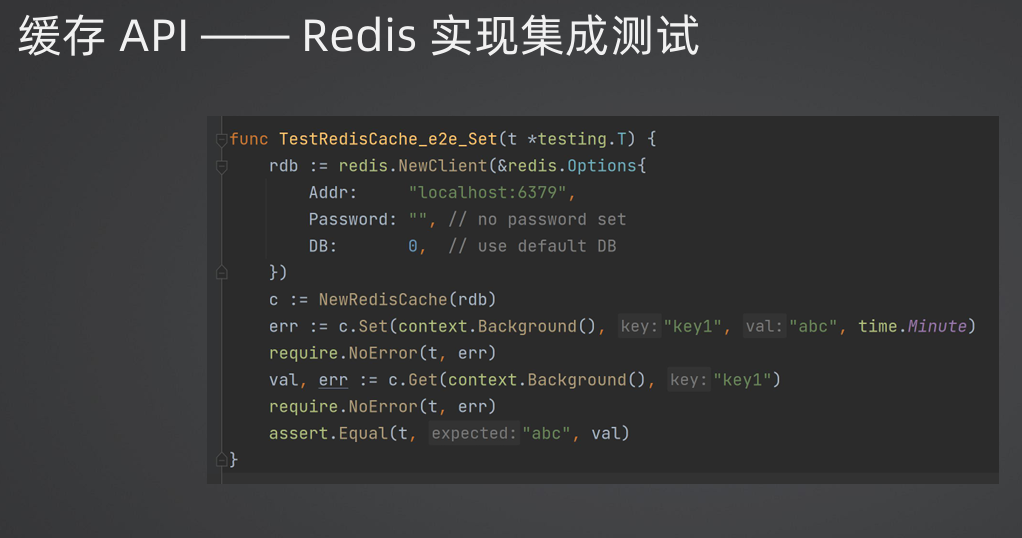 缓存 API —— Redis 实现集成测试
func TestRedisCache_e2e_Set(t *testing.T) {
    rdb := redis.NewClient(&redis.Options{
        Addr:     "localhost:6379",
        Password: "", // no password set
        DB:       0,  // use default DB
    })
    c := NewRedisCache(rdb)
    err := c.Set(context.Background(), key: "key1", val: "abc", time.Minute)
    require.NoError(t, err)
    val, err := c.Get(context.Background(), key: "key1")
    require.NoError(t, err)
    assert.Equal(t, expected: "abc", val)
}